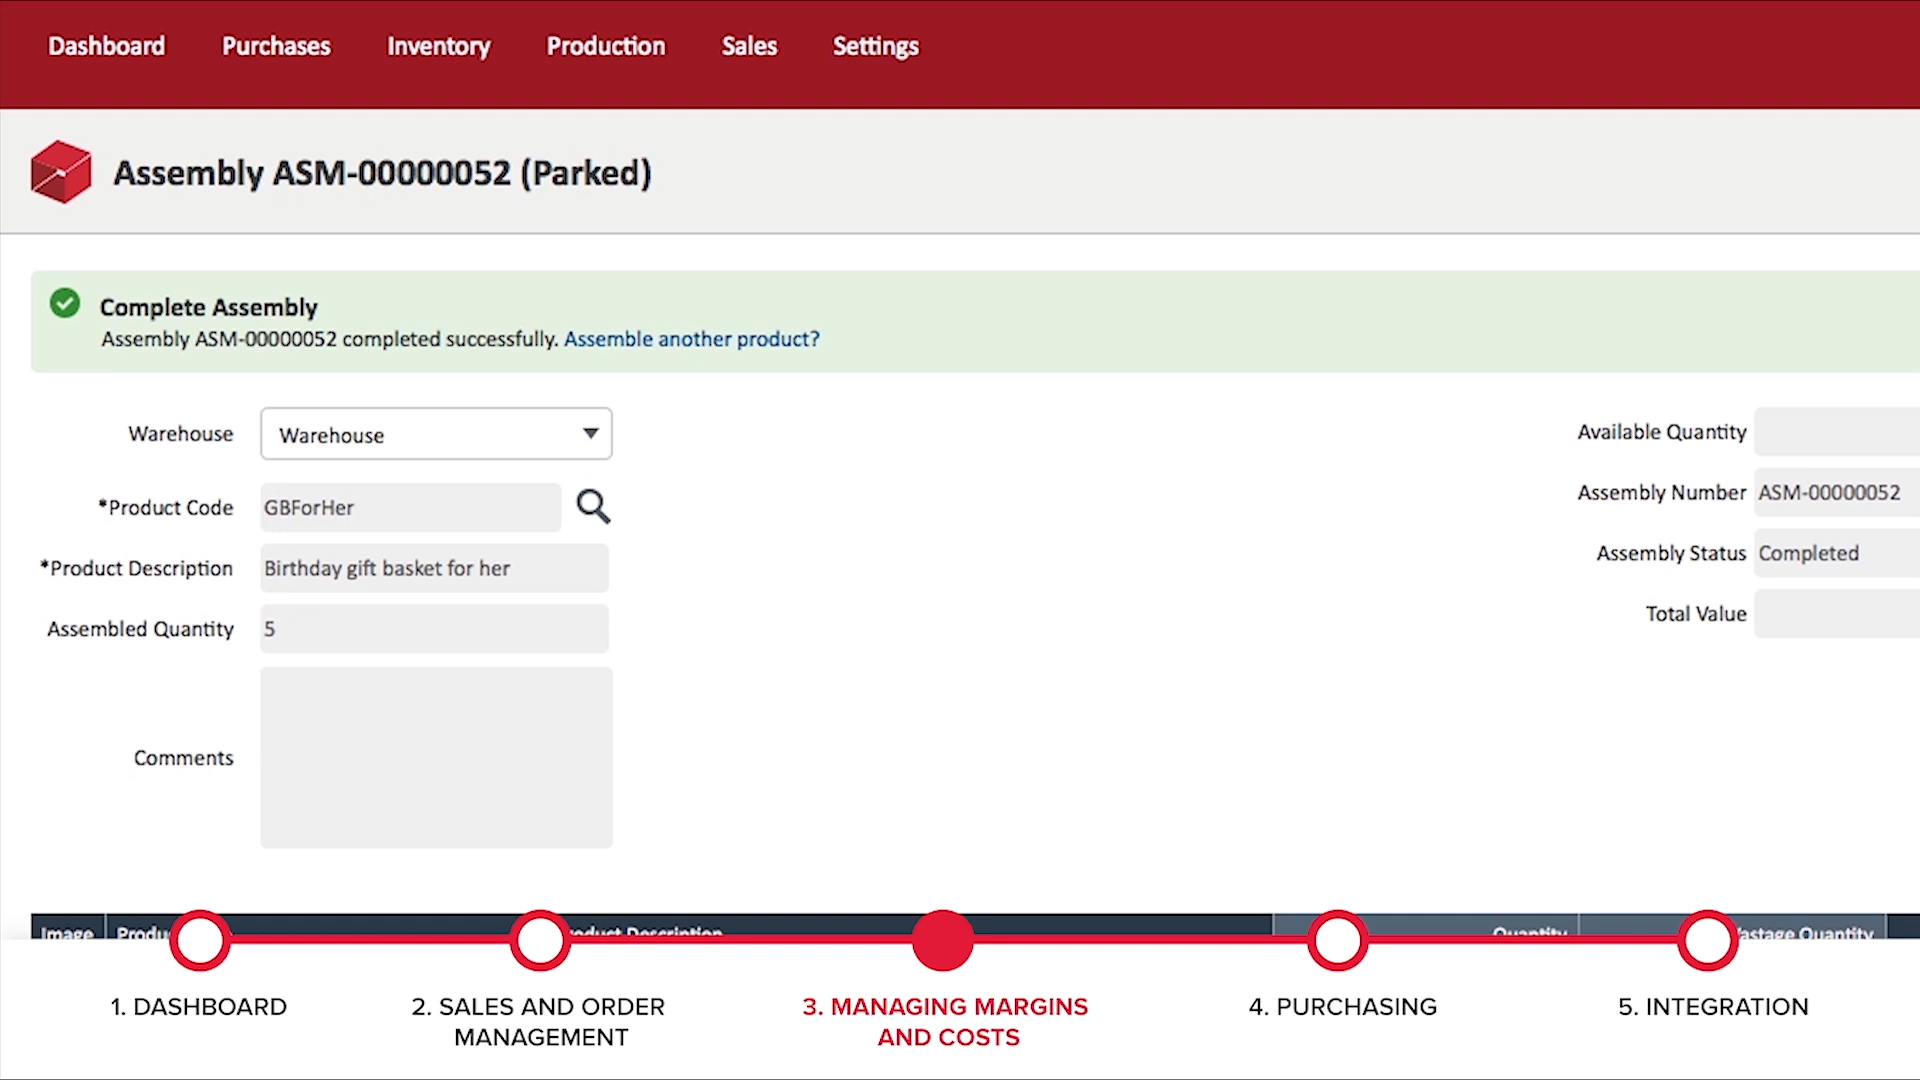 Dashboard Purchases Inventory Production Sales Settings
Assembly ASM-00000052 (Parked)
Complete Assembly
Assembly ASM-00000052 completed successfully. Assemble another product?
Warehouse Warehouse
Available Quantity
*Product Code GBForHer
Assembly Number ASM-00000052
*Product Description Birthday gift basket for her
Assembly Status Completed
Assembled Quantity 5
Total Value
Comments
Image Quantity
1. DASHBOARD
2. SALES AND ORDER
MANAGEMENT
3. MANAGING MARGINS
AND COSTS
4. PURCHASING
5. INTEGRATION